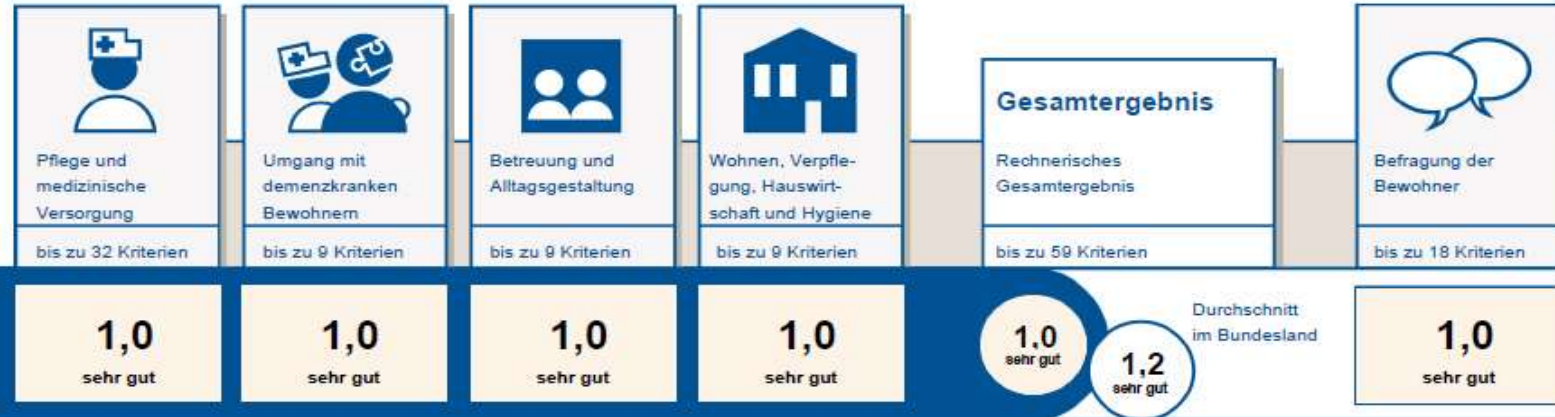 Pflege und
medizinische
Versorgung
bis zu 32 Kriterien
1,0
sehr gut
Umgang mit
demenzkranken
Bewohnern
bis zu 9 Kriterien
1,0
sehr gut
Betreuung und
Alltagsgestaltung
bis zu 9 Kriterien
1,0
sehr gut
Wohnen, Verpfle-
gung, Hauswirt-
schaft und Hygiene
bis zu 9 Kriterien
1,0
sehr gut
Gesamtergebnis
Rechnerisches
Gesamtergebnis
bis zu 59 Kriterien
1,0
sehr gut
1,2
sehr gut
Durchschnitt
im Bundesland
Befragung der
Bewohner
bis zu 18 Kriterien
1,0
sehr gut